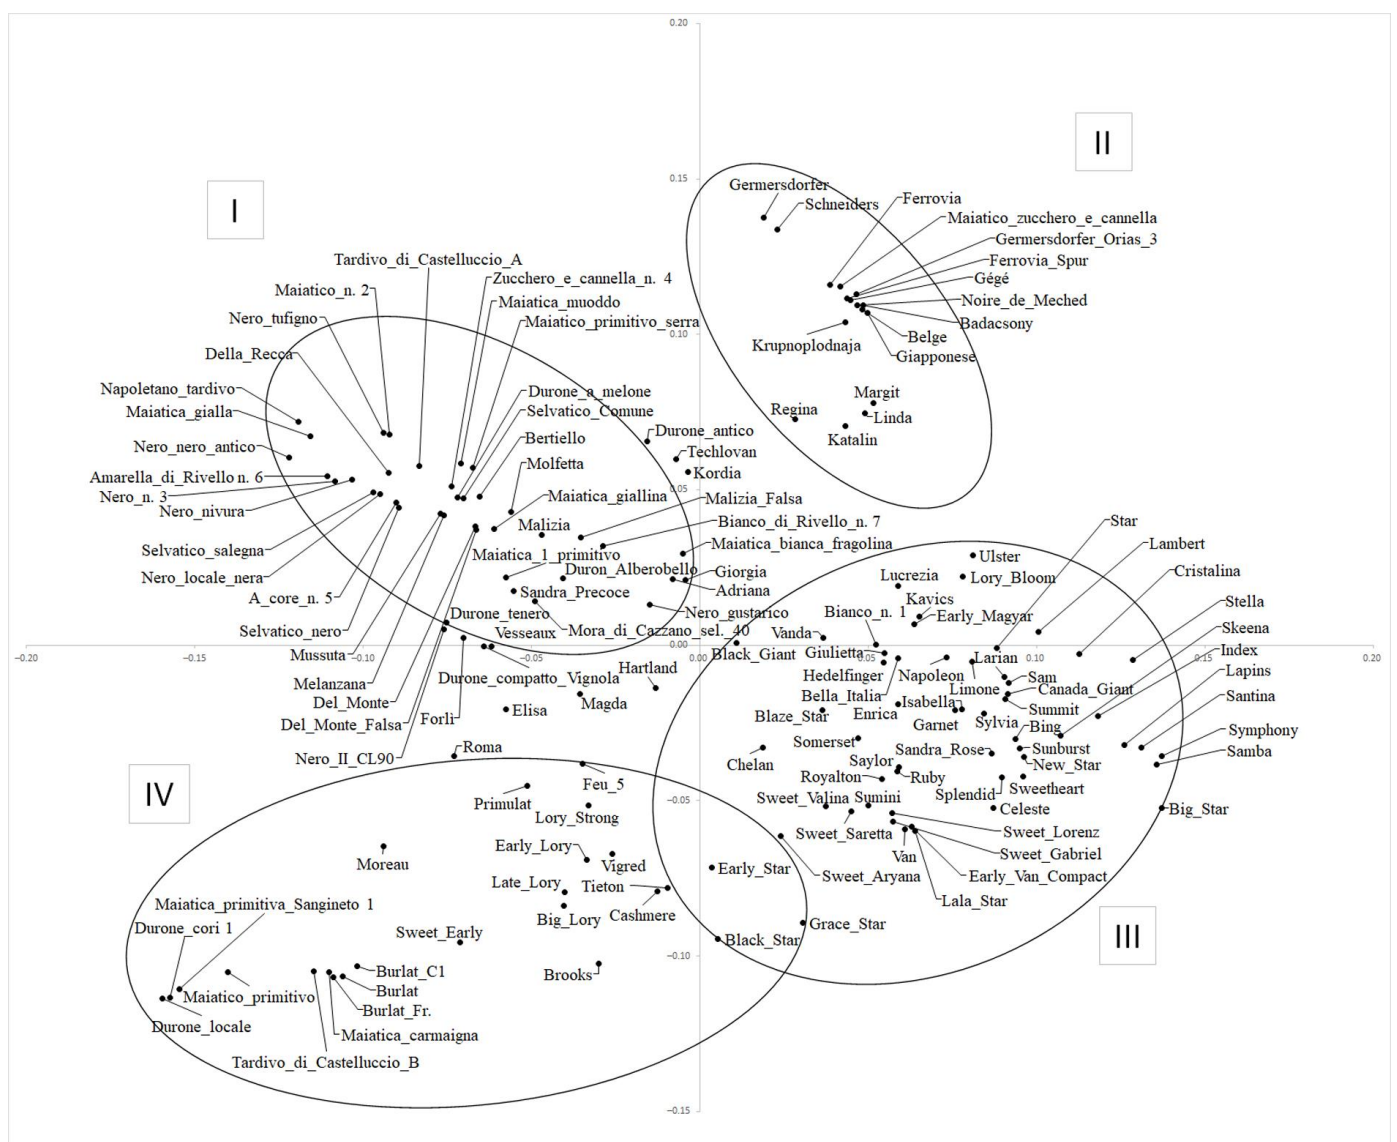 0.20
II
0.15
Germersdorfer
Schneiders
Ferrovia
Maiatico_zucchero_e_cannella
Germersdorfer_Orias_3
Ferrovia_Spur
Gégé
Noire_de_Meched
Badacsony
0.10
Belge
Krupnoplodnaja
Giapponese
Margit
Regina
Linda
Katalin
I
Tardivo_di_Castelluccio_A
Zucchero_e_cannella_n. 4
Maiatico_n. 2
Maiatica_muoddo
Nero_tufigno
Maiatico_primitivo_serra
Della_Recca
Napoletano_tardivo
Durone_a_melone
Maiatica_gialla
Selvatico_Comune
Durone_antico
Nero_nero_antico
Bertiello
Techlovan
Molfetta
Kordia
Amarella_di_Rivello n. 6
Nero_n. 3
0.05
Maiatica_giallina
Malizia_Falsa
Nero_nivura
Malizia
Bianco_di_Rivello_n. 7
Selvatico_salegna
Maiatica_1_primitivo
Maiatica_bianca_fragolina
Nero_locale_nera
Duron_Alberobello
Giorgia
Adriana
A_core_n. 5
Sandra_Precoce
Durone_tenero
Nero_gustarico
Selvatico_nero
Vesseaux
Mora_di_Cazzano_sel._40
Mussuta
−0.20
−0.15
−0.10
−0.05
0.00
0.05
0.10
0.15
0.20
Melanzana
Durone_compatto_Vignola
Hartland
Del_Monte
Magda
Del_Monte_Falsa
Forlì
Elisa
Nero_II_CL90
Roma
Star
Lambert
Ulster
Cristalina
Lucrezia
Lory_Bloom
Kavics
Stella
Bianco_n. 1
Early_Magyar
Skeena
Vanda
Black_Giant
Giulietta
Larian
Index
Hedelfinger
Napoleon
Sam
Lapins
Bella_Italia
Limone
Canada_Giant
Santina
Isabella
Summit
Blaze_Star
Enrica
Garnet
Sylvia
Bing
Symphony
Somerset
Sandra_Rose
Sunburst
Samba
Chelan
Saylor
New_Star
Royalton
Ruby
Splendid
Sweetheart
Sweet_Valina
Sumini
Celeste
Big_Star
Sweet_Saretta
Sweet_Lorenz
Van
Sweet_Gabriel
Sweet_Aryana
Early_Van_Compact
Lala_Star
III
IV
Feu_5
−0.05
Primulat
Lory_Strong
Early_Lory
Moreau
Vigred
Early_Star
Late_Lory
Tieton
Maiatica_primitiva_Sangineto 1
Big_Lory
Cashmere
Durone_cori 1
Sweet_Early
Grace_Star
Black_Star
−0.10
Burlat_C1
Brooks
Burlat
Maiatico_primitivo
Burlat_Fr.
Durone_locale
Maiatica_carmaigna
Tardivo_di_Castelluccio_B
−0.15